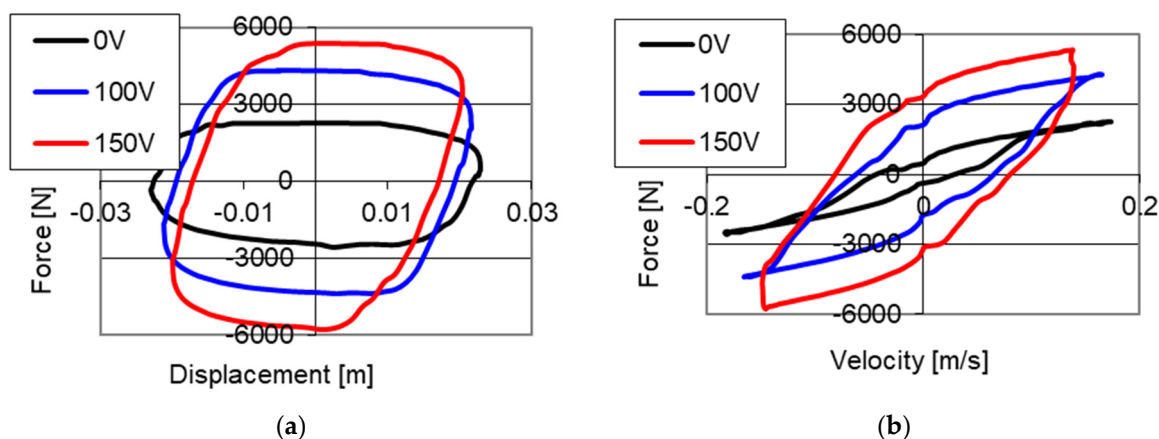 0V
100V
150V
6000
3000
0
-3000
-6000
-0.03
-0.01
0.01
0.03
Force [N]
Displacement [m]
(a)
0V
100V
150V
6000
3000
0
-3000
-6000
-0.2
0
0.2
Force [N]
Velocity [m/s]
(b)